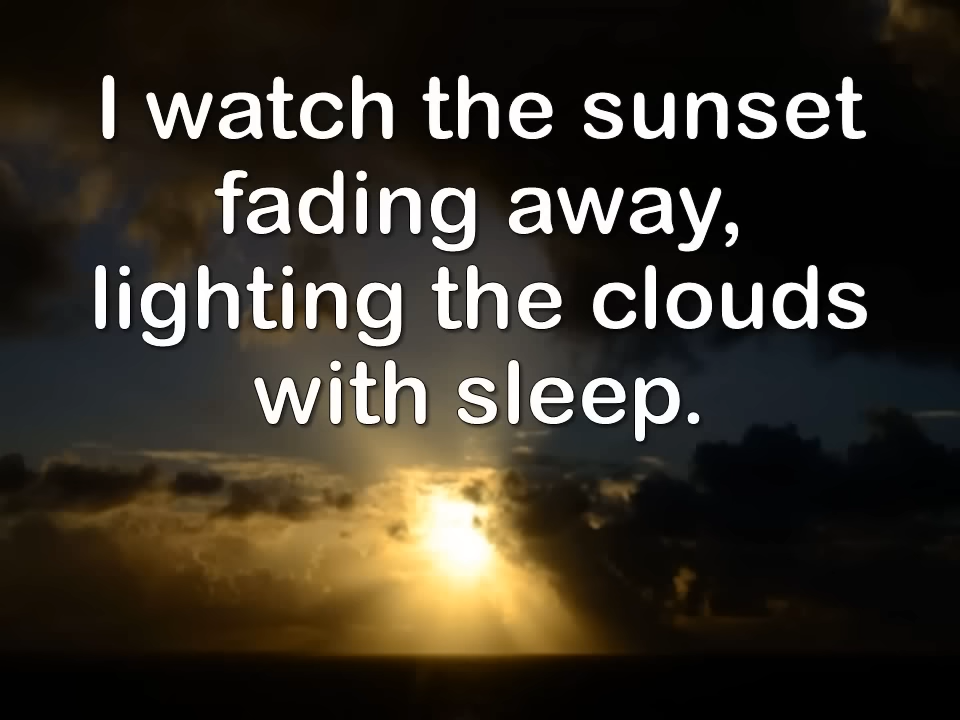 I watch the sunset
fading away,
lighting the clouds
with sleep.